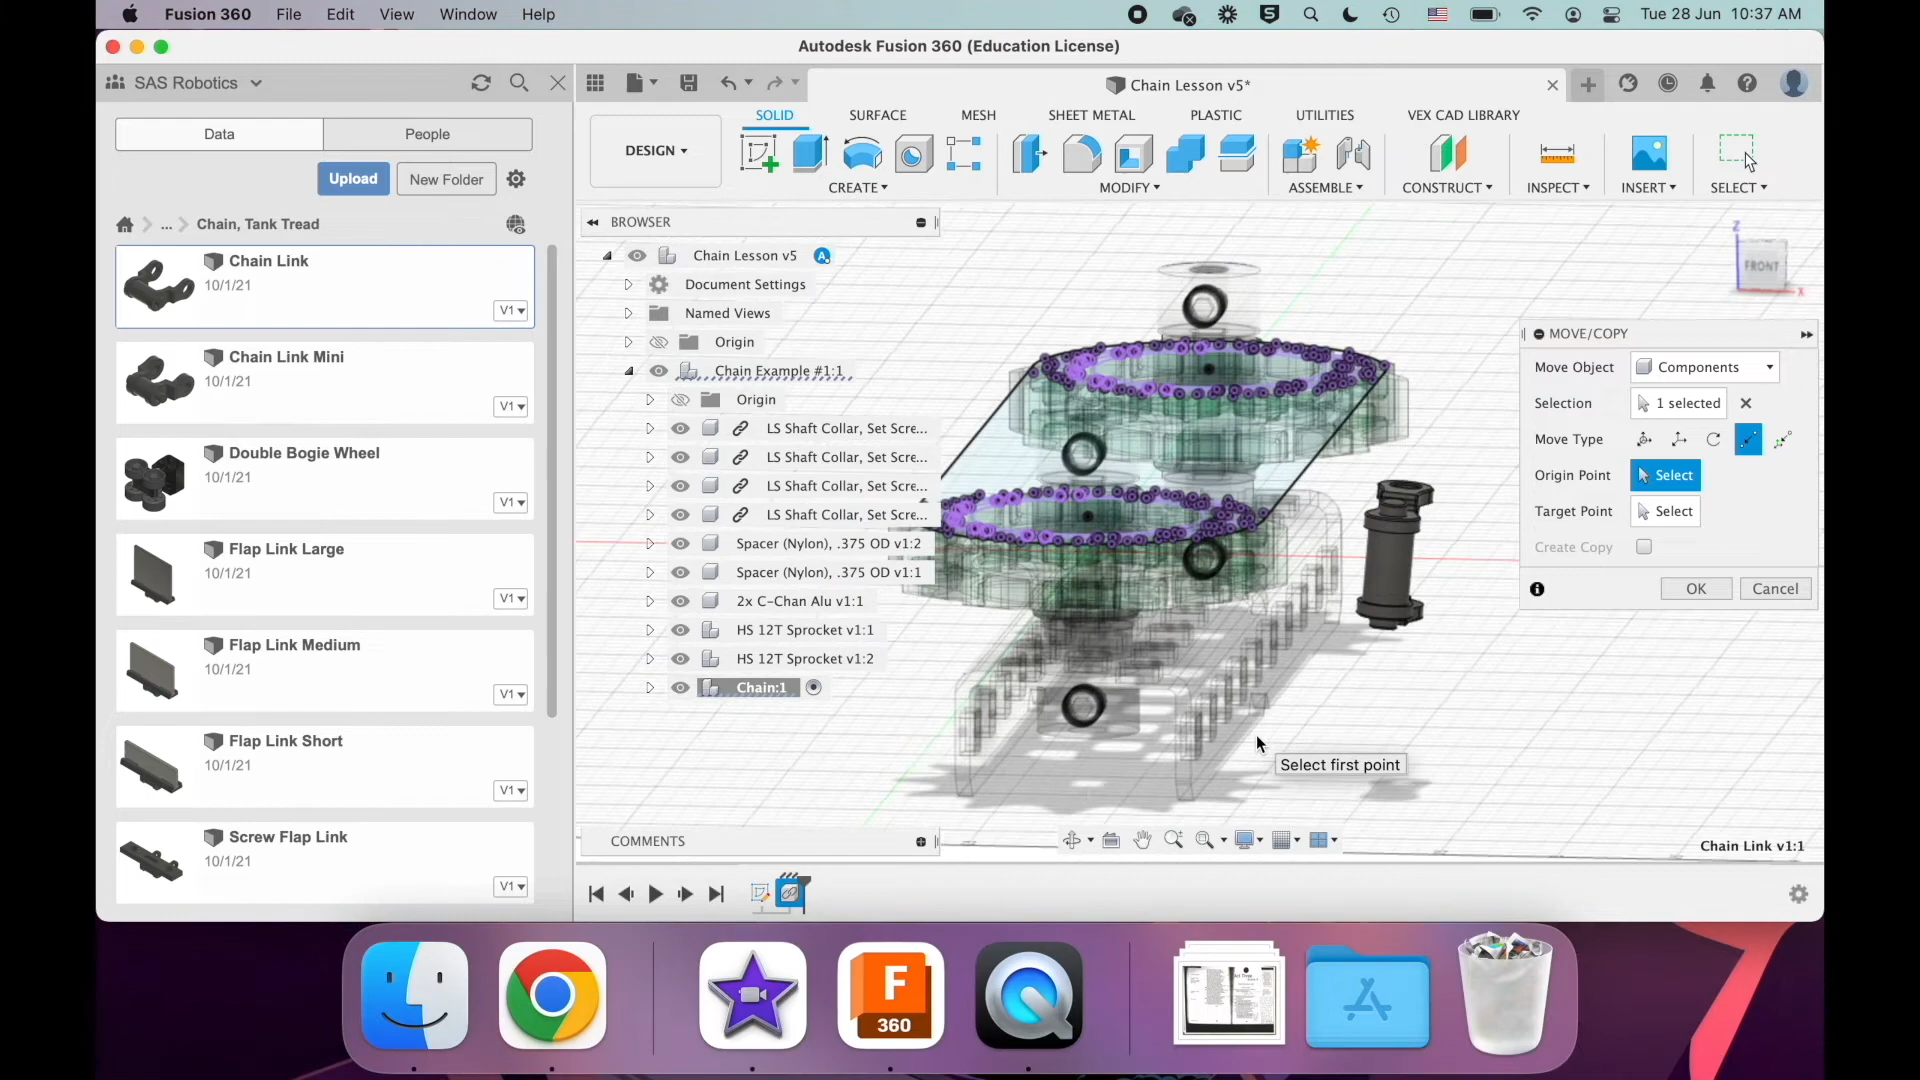 Fusion 360 File Edit View Window Help
Tue 28 Jun 10:37 AM
Autodesk Fusion 360 (Education License)
SAS Robotics
Chain Lesson v5*
Data People
Upload New Folder
... Chain, Tank Tread
Chain Link
10/1/21
V1
Chain Link Mini
10/1/21
V1
Double Bogie Wheel
10/1/21
V1
Flap Link Large
10/1/21
V1
Flap Link Medium
10/1/21
V1
Flap Link Short
10/1/21
V1
Screw Flap Link
10/1/21
V1
DESIGN
SOLID SURFACE MESH SHEET METAL PLASTIC UTILITIES VEX CAD LIBRARY
CREATE MODIFY ASSEMBLE CONSTRUCT INSPECT INSERT SELECT
BROWSER
Chain Lesson v5
Document Settings
Named Views
Origin
Chain Example #1:1
Origin
LS Shaft Collar, Set Scre...
LS Shaft Collar, Set Scre...
LS Shaft Collar, Set Scre...
LS Shaft Collar, Set Scre...
Spacer (Nylon), .375 OD v1:2
Spacer (Nylon), .375 OD v1:1
2x C-Chan Alu v1:1
HS 12T Sprocket v1:1
HS 12T Sprocket v1:2
Chain:1
Z
FRONT
X
MOVE/COPY
Move Object Components
Selection 1 selected
Move Type
Origin Point Select
Target Point Select
Create Copy
OK Cancel
Select first point
COMMENTS
Chain Link v1:1
F
360